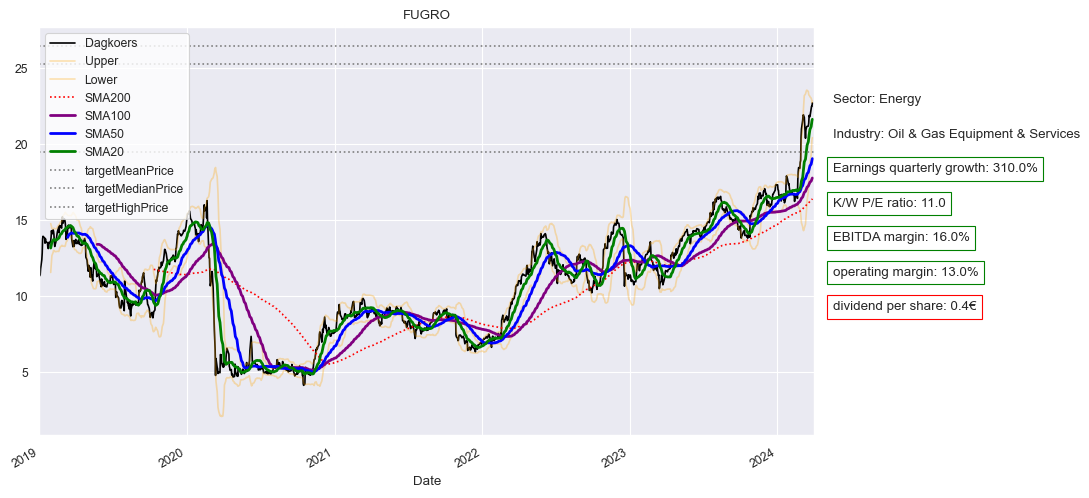 FUGRO
Dagkoers
Upper
Lower
SMA200
SMA100
SMA50
SMA20
targetMeanPrice
targetMedianPrice
targetHighPrice
25
20
15
10
5
2019
2020
2021
2022
2023
2024
Date
Sector: Energy
Industry: Oil & Gas Equipment & Services
Earnings quarterly growth: 310.0%
K/W P/E ratio: 11.0
EBITDA margin: 16.0%
operating margin: 13.0%
dividend per share: 0.4€